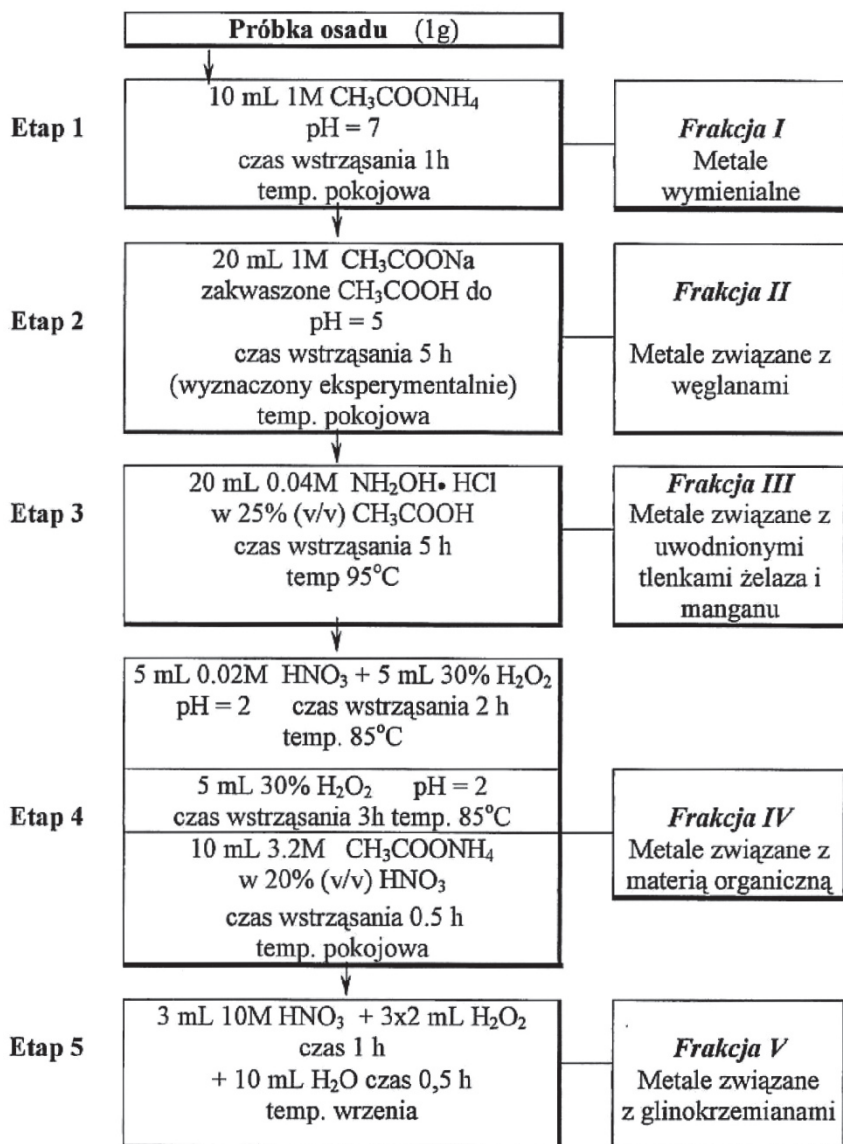 Próbka osadu (1g)
Etap 1
10 mL 1M CH₃COONH₄
pH = 7
czas wstrząsania 1h
temp. pokojowa
Frakcja I
Metale
wymienialne
Etap 2
20 mL 1M CH₃COONa
zakwaszone CH₃COOH do
pH = 5
czas wstrząsania 5 h
(wyznaczony eksperymentalnie)
temp. pokojowa
Frakcja II
Metale związane z
węglanami
Etap 3
20 mL 0.04M NH₂OH• HCl
w 25% (v/v) CH₃COOH
czas wstrząsania 5 h
temp 95°C
Frakcja III
Metale związane z
uwodnionymi
tlenkami żelaza i
manganu
Etap 4
5 mL 0.02M HNO₃ + 5 mL 30% H₂O₂
pH = 2 czas wstrząsania 2 h
temp. 85°C
5 mL 30% H₂O₂ pH = 2
czas wstrząsania 3h temp. 85°C
10 mL 3.2M CH₃COONH₄
w 20% (v/v) HNO₃
czas wstrząsania 0.5 h
temp. pokojowa
Frakcja IV
Metale związane z
materią organiczną
Etap 5
3 mL 10M HNO₃ + 3x2 mL H₂O₂
czas 1 h
+ 10 mL H₂O czas 0,5 h
temp. wrzenia
Frakcja V
Metale związane
z glinokrzemianami